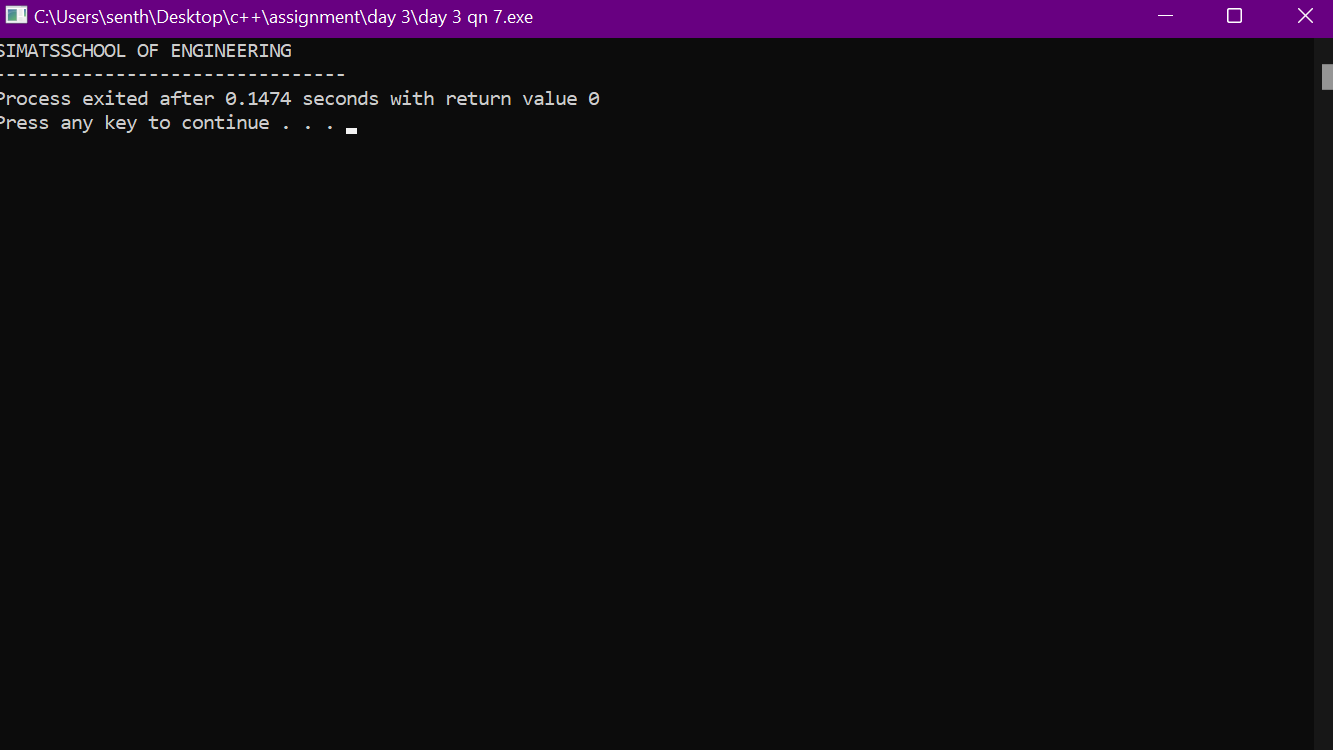 C:\Users\senth\Desktop\c++\assignment\day 3\day 3 qn 7.exe
SIMATSSCHOOL OF ENGINEERING
--------------------------------
Process exited after 0.1474 seconds with return value 0
Press any key to continue . . .